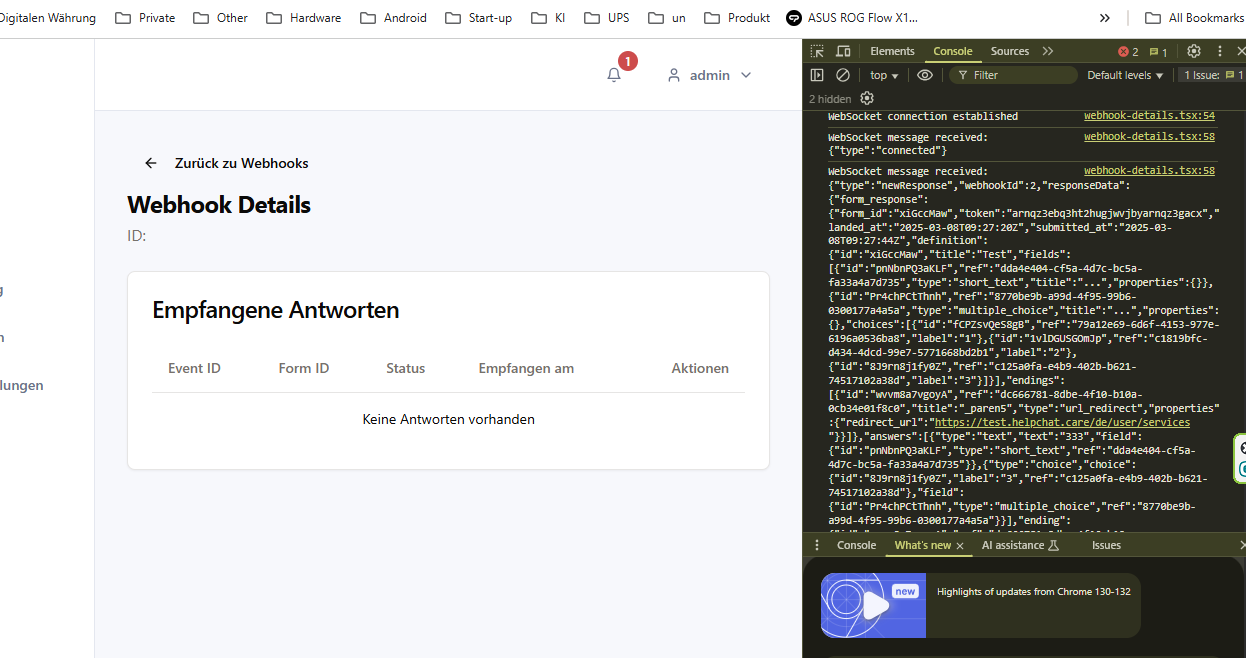 Digitalen Währung Private Other Hardware Android Start-up KI UPS un Produkt ASUS ROG Flow X1... » All Bookmarks
1
admin
Zurück zu Webhooks
Webhook Details
ID:
Empfangene Antworten
Event ID Form ID Status Empfangen am Aktionen
Keine Antworten vorhanden
lungen
Elements Console Sources » 2 1
top Filter Default levels 1 Issue: 1
2 hidden
WebSocket connection established webhook-details.tsx:54
WebSocket message received: webhook-details.tsx:58
{"type":"connected"}
WebSocket message received: webhook-details.tsx:58
{"type":"newResponse","webhookId":2,"responseData":
{"form_response":
{"form_id":"xiGccMaw","token":"arnqz3ebq3ht2hugjwvjbyarnqz3gacx","
landed_at":"2025-03-08T09:27:20Z","submitted_at":"2025-03-
08T09:27:44Z","definition":
{"id":"xiGccMaw","title":"Test","fields":
[{"id":"pnNbnPQ3aKLF","ref":"dda4e404-cf5a-4d7c-bc5a-
fa33a4a7d735","type":"short_text","title":"...","properties":{}},
{"id":"Pr4chPCtThnh","ref":"8770be9b-a99d-4f95-99b6-
0300177a4a5a","type":"multiple_choice","title":"...","properties":
{},"choices":[{"id":"fCPZsvQeS8gB","ref":"79a12e69-6d6f-4153-977e-
6196a0536ba8","label":"1"},{"id":"1vlDGUSGOmJp","ref":"c1819bfc-
d434-4dcd-99e7-5771668bd2b1","label":"2"},
{"id":"8J9rn8j1fy0Z","ref":"c125a0fa-e4b9-402b-b621-
74517102a38d","label":"3"}]}],"endings":
[{"id":"wvvm8a7vgoyA","ref":"dc666781-8dbe-4f10-b10a-
0cb34e01f8c0","title":"_paren5","type":"url_redirect","properties"
:{"redirect_url":"https://test.helpchat.care/de/user/services
"}}]},"answers":[{"type":"text","text":"333","field":
{"id":"pnNbnPQ3aKLF","type":"short_text","ref":"dda4e404-cf5a-
4d7c-bc5a-fa33a4a7d735"}},{"type":"choice","choice":
{"id":"8J9rn8j1fy0Z","label":"3","ref":"c125a0fa-e4b9-402b-b621-
74517102a38d"},"field":
{"id":"Pr4chPCtThnh","type":"multiple_choice","ref":"8770be9b-
a99d-4f95-99b6-0300177a4a5a"}}],"ending":
Console What's new AI assistance Issues
new Highlights of updates from Chrome 130-132